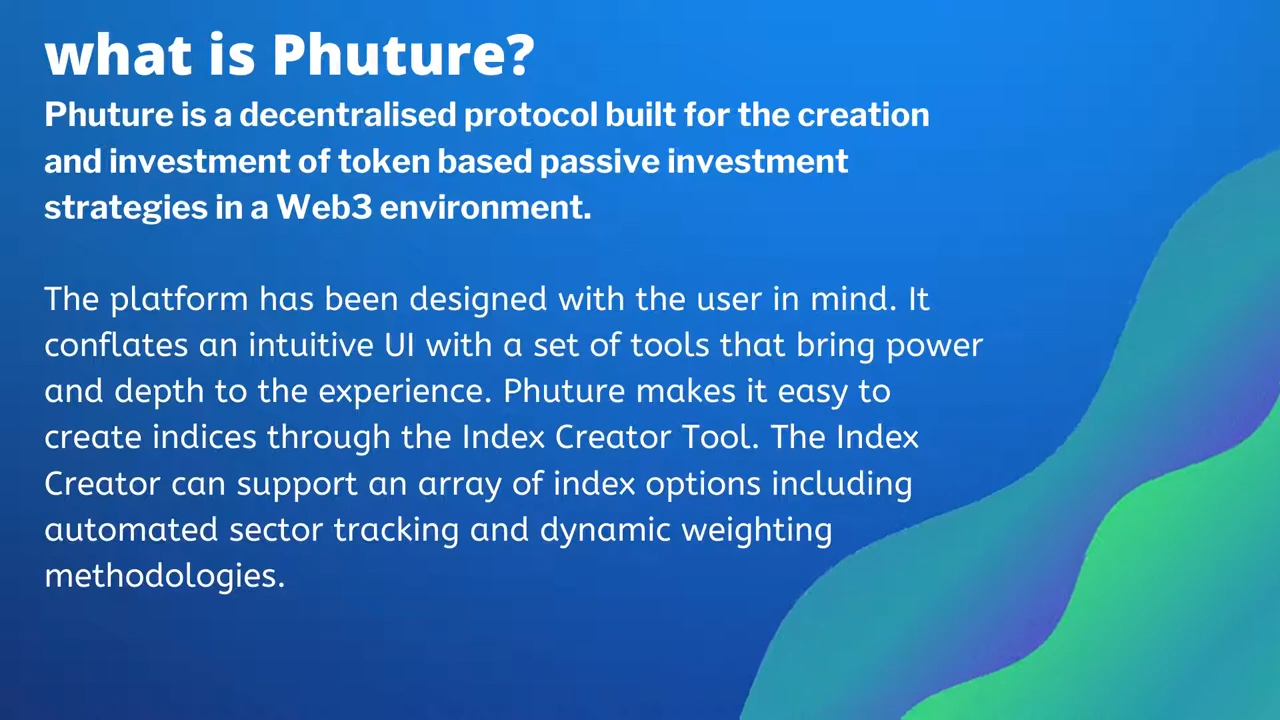 what is Phuture?
Phuture is a decentralised protocol built for the creation
and investment of token based passive investment
strategies in a Web3 environment.
The platform has been designed with the user in mind. It
conflates an intuitive UI with a set of tools that bring power
and depth to the experience. Phuture makes it easy to
create indices through the Index Creator Tool. The Index
Creator can support an array of index options including
automated sector tracking and dynamic weighting
methodologies.